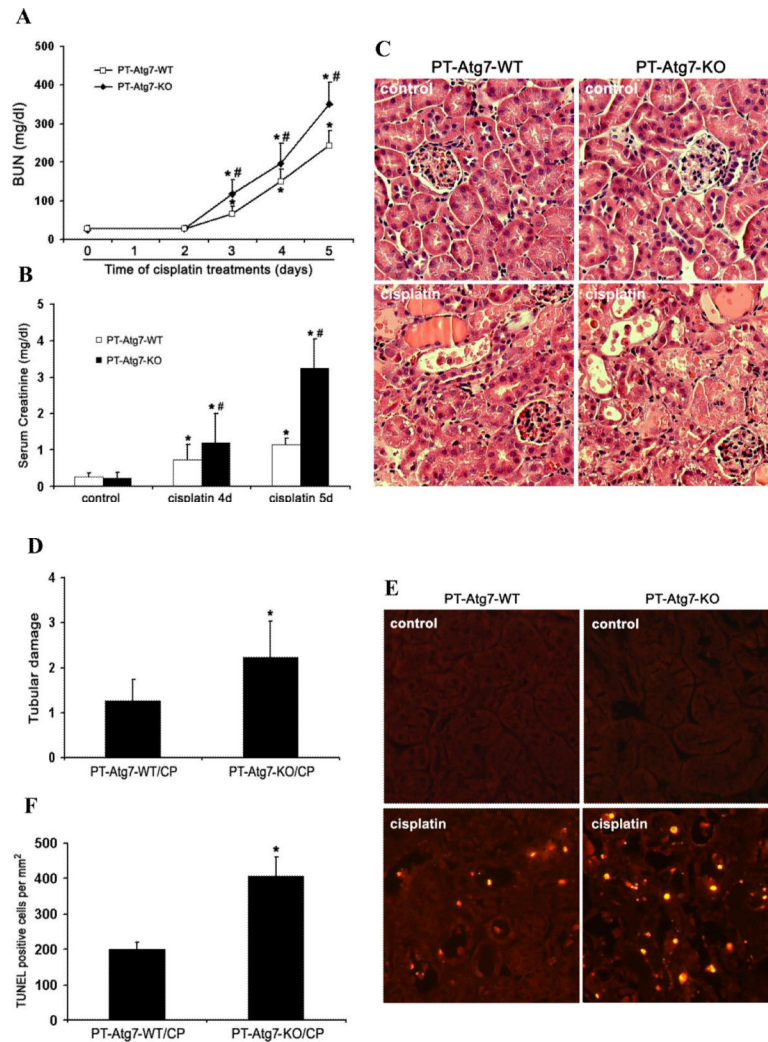 A
500
400
300
200
100
0
BUN (mg/dl)
PT-Atg7-WT
PT-Atg7-KO
*
*
*
* #
* #
* #
0 1 2 3 4 5
Time of cisplatin treatments (days)
B
5
4
3
2
1
0
Serum Creatinine (mg/dl)
PT-Atg7-WT
PT-Atg7-KO
*
* #
*
* #
control cisplatin 4d cisplatin 5d
C
PT-Atg7-WT PT-Atg7-KO
control control
cisplatin cisplatin
D
4
3
2
1
0
Tubular damage
*
PT-Atg7-WT/CP PT-Atg7-KO/CP
E
PT-Atg7-WT PT-Atg7-KO
control control
cisplatin cisplatin
F
500
400
300
200
100
0
TUNEL positive cells per mm²
*
PT-Atg7-WT/CP PT-Atg7-KO/CP